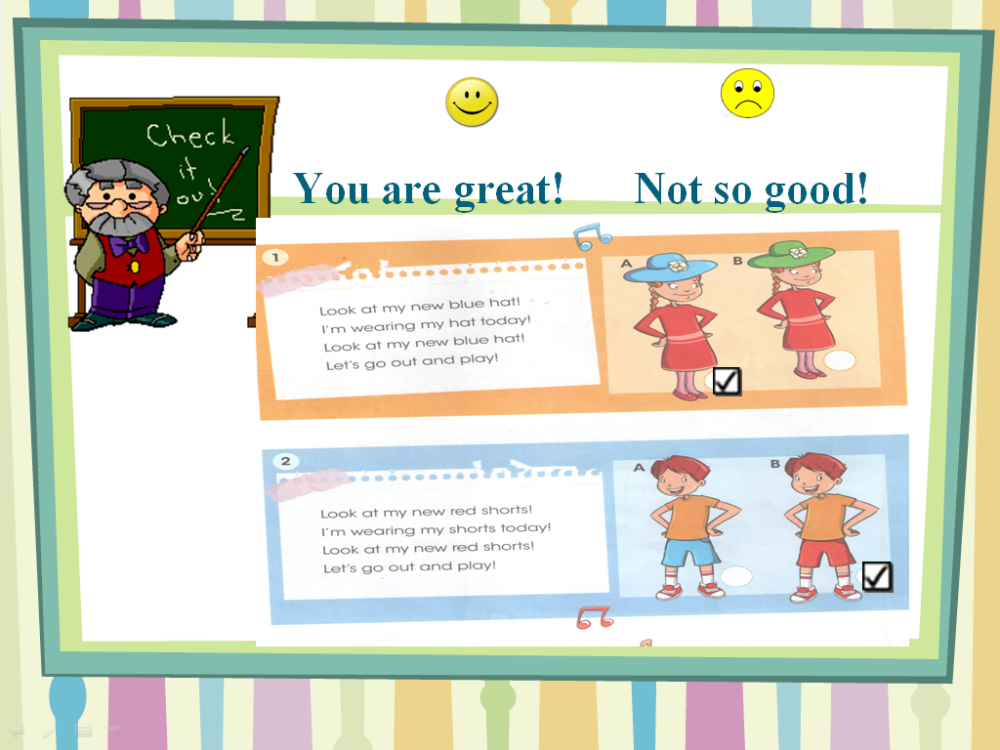 Check
it
out!
You are great! Not so good!
1
Look at my new blue hat!
I'm wearing my hat today!
Look at my new blue hat!
Let's go out and play!
A B
2
Look at my new red shorts!
I'm wearing my shorts today!
Look at my new red shorts!
Let's go out and play!
A B